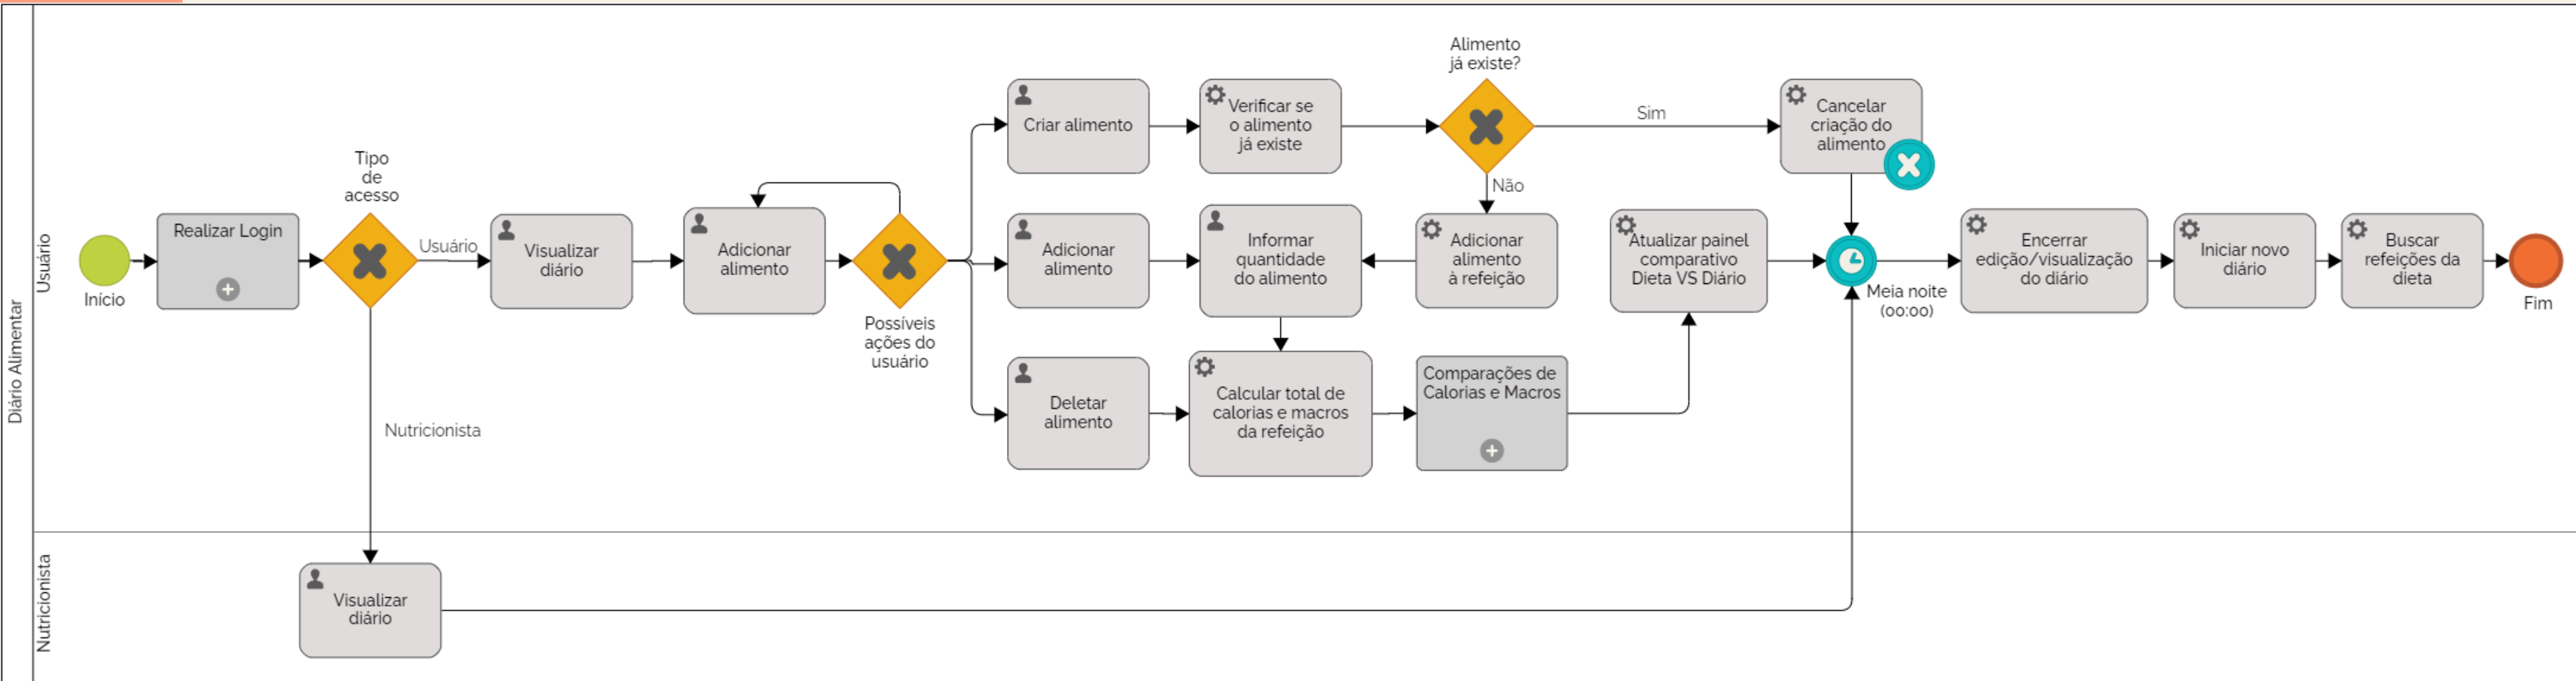 Diário Alimentar
Usuário
Nutricionista
Início
Realizar Login
Tipo
de
acesso
Usuário
Nutricionista
Visualizar
diário
Adicionar
alimento
Possíveis
ações do
usuário
Criar alimento
Verificar se
o alimento
já existe
Alimento
já existe?
Sim
Não
Cancelar
criação do
alimento
Adicionar
alimento
Informar
quantidade
do alimento
Adicionar
alimento
à refeição
Atualizar painel
comparativo
Dieta VS Diário
Meia noite
(00:00)
Encerrar
edição/visualização
do diário
Iniciar novo
diário
Buscar
refeições da
dieta
Fim
Deletar
alimento
Calcular total de
calorias e macros
da refeição
Comparações de
Calorias e Macros
Visualizar
diário